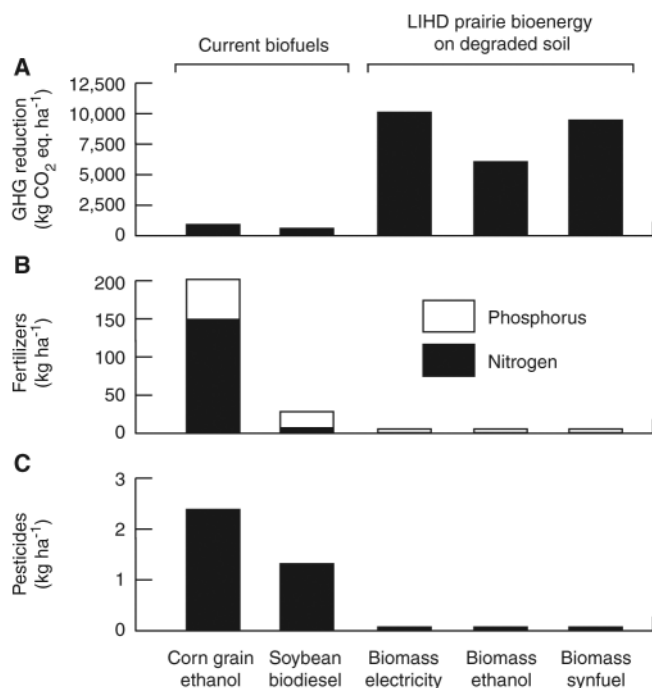 Current biofuels
LIHD prairie bioenergy
on degraded soil
A
GHG reduction
(kg CO₂ eq. ha⁻¹)
12,500
10,000
7,500
5,000
2,500
0
B
Fertilizers
(kg ha⁻¹)
200
150
100
50
0
Phosphorus
Nitrogen
C
Pesticides
(kg ha⁻¹)
3
2
1
0
Corn grain
ethanol
Soybean
biodiesel
Biomass
electricity
Biomass
ethanol
Biomass
synfuel